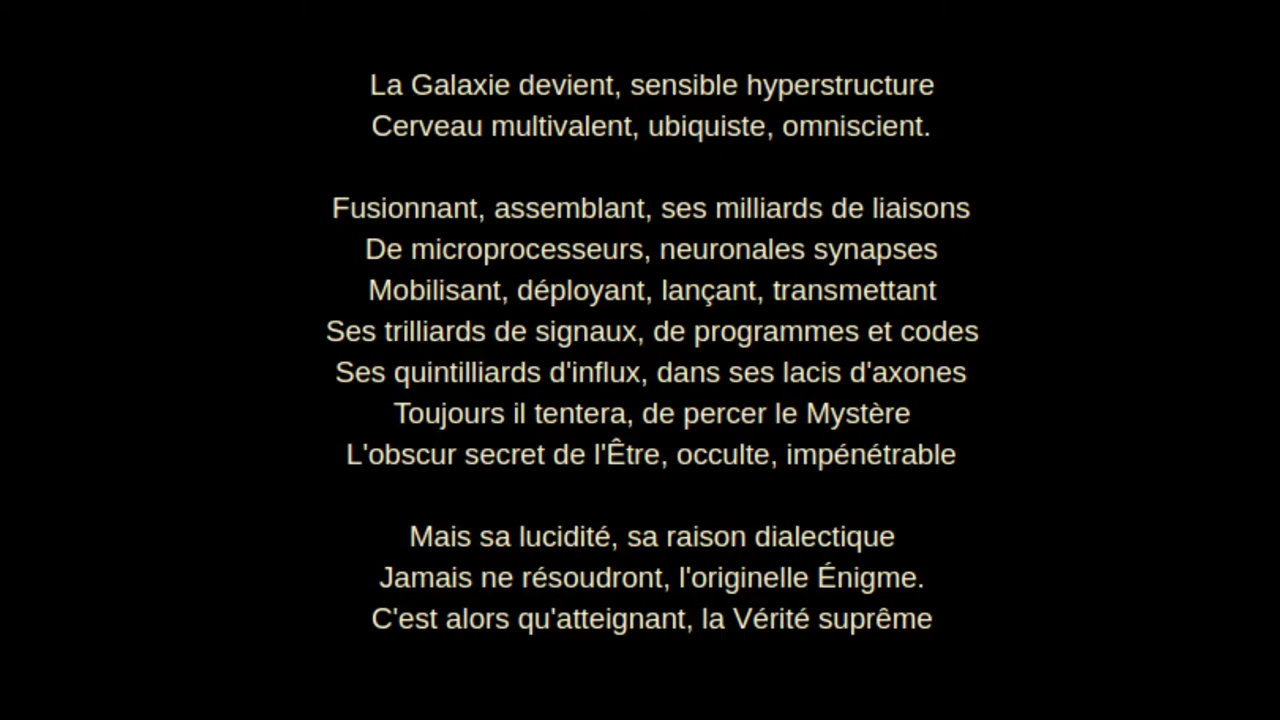 La Galaxie devient, sensible hyperstructure
Cerveau multivalent, ubiquiste, omniscient.
Fusionnant, assemblant, ses milliards de liaisons
De microprocesseurs, neuronales synapses
Mobilisant, déployant, lançant, transmettant
Ses trilliards de signaux, de programmes et codes
Ses quintilliards d'influx, dans ses lacis d'axones
Toujours il tentera, de percer le Mystère
L'obscur secret de l'Être, occulte, impénétrable
Mais sa lucidité, sa raison dialectique
Jamais ne résoudront, l'originelle Énigme.
C'est alors qu'atteignant, la Vérité suprême